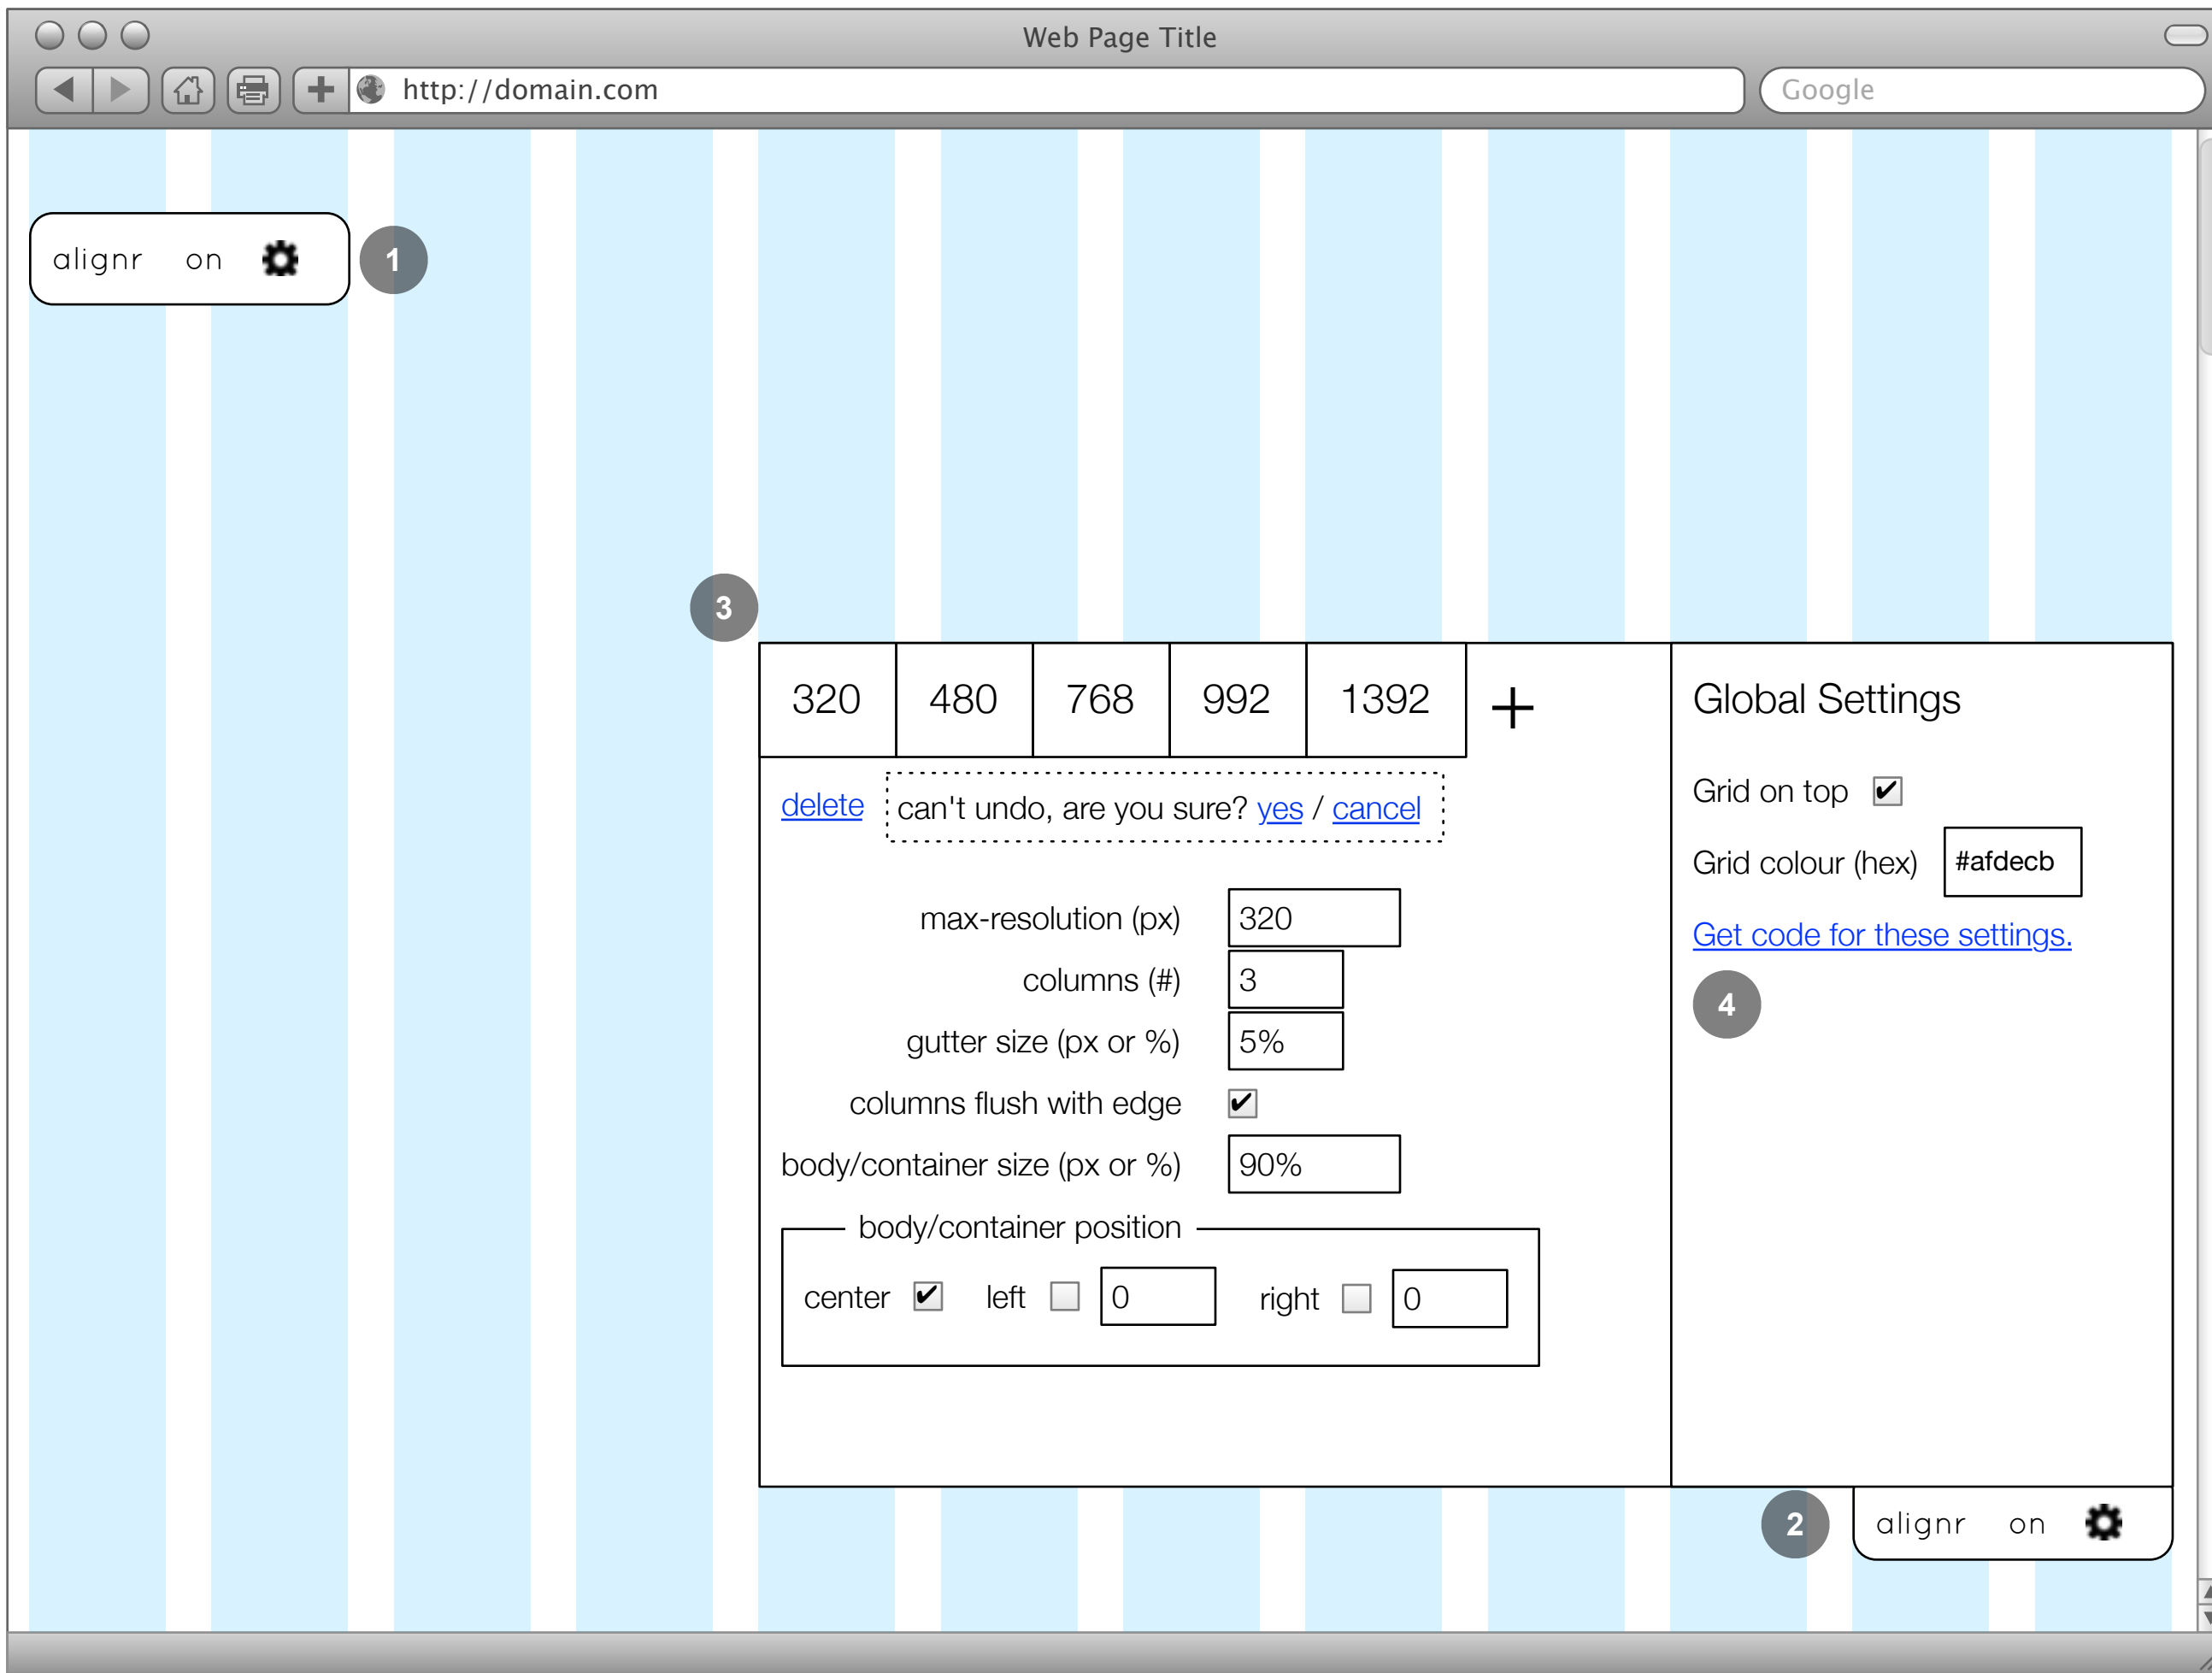 Web Page Title
http://domain.com
Google
alignr on
1
3
320 480 768 992 1392 +
delete can't undo, are you sure? yes / cancel
max-resolution (px) 320
columns (#) 3
gutter size (px or %) 5%
columns flush with edge
body/container size (px or %) 90%
body/container position
center left 0 right 0
Global Settings
Grid on top
Grid colour (hex) #afdecb
Get code for these settings.
4
2
alignr on